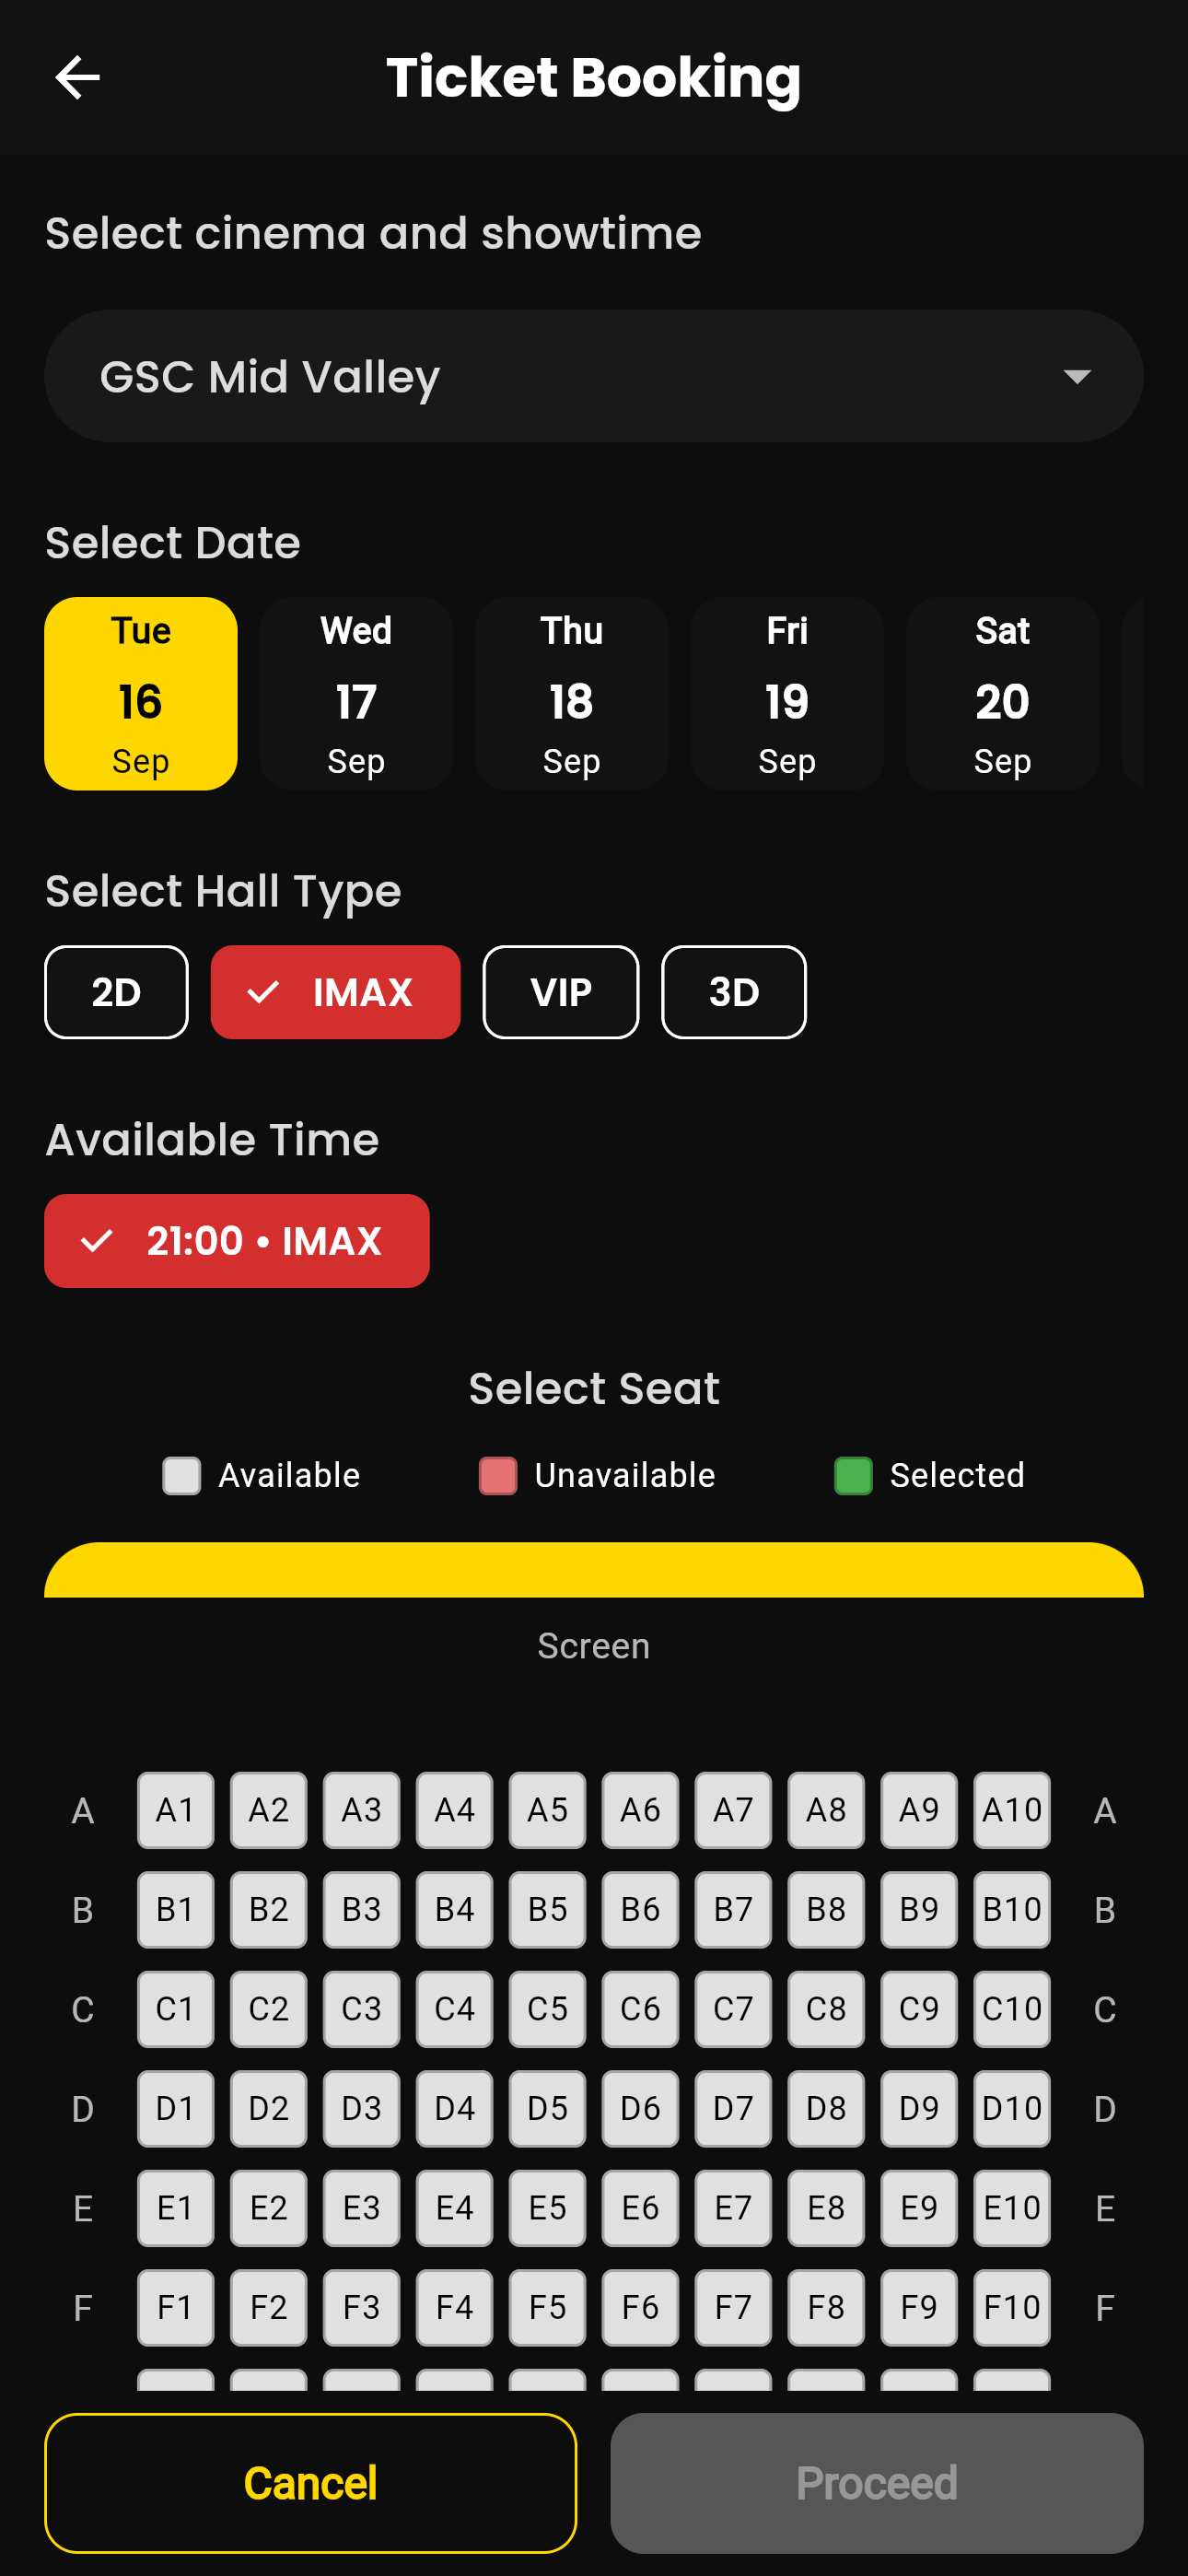 Ticket Booking
Select cinema and showtime
GSC Mid Valley
Select Date
Tue Wed Thu Fri Sat
16 17 18 19 20
Sep Sep Sep Sep Sep
Select Hall Type
2D IMAX VIP 3D
Available Time
21:00 • IMAX
Select Seat
Available Unavailable Selected
Screen
A A1 A2 A3 A4 A5 A6 A7 A8 A9 A10 A
B B1 B2 B3 B4 B5 B6 B7 B8 B9 B10 B
C C1 C2 C3 C4 C5 C6 C7 C8 C9 C10 C
D D1 D2 D3 D4 D5 D6 D7 D8 D9 D10 D
E E1 E2 E3 E4 E5 E6 E7 E8 E9 E10 E
F F1 F2 F3 F4 F5 F6 F7 F8 F9 F10 F
Cancel Proceed